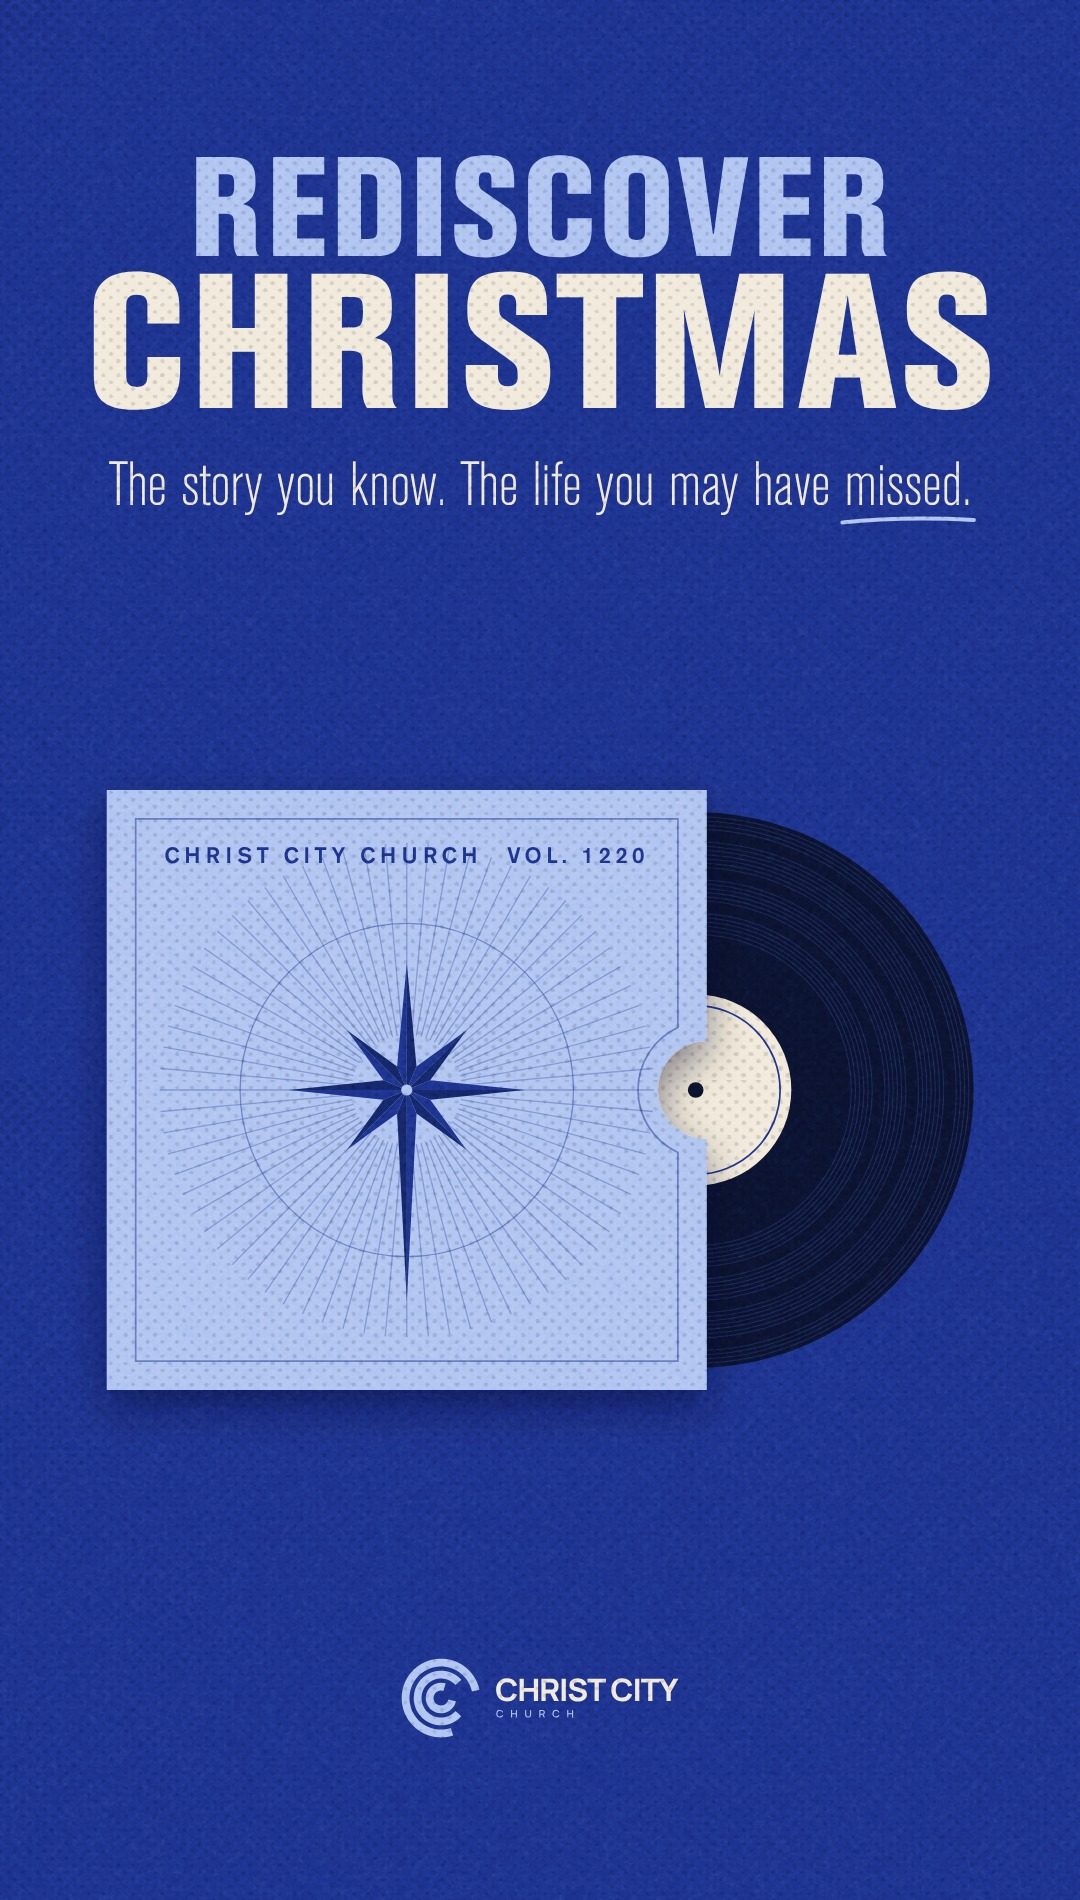 REDISCOVER
CHRISTMAS
The story you know. The life you may have missed.
CHRIST CITY CHURCH VOL. 1220
CHRIST CITY
CHURCH